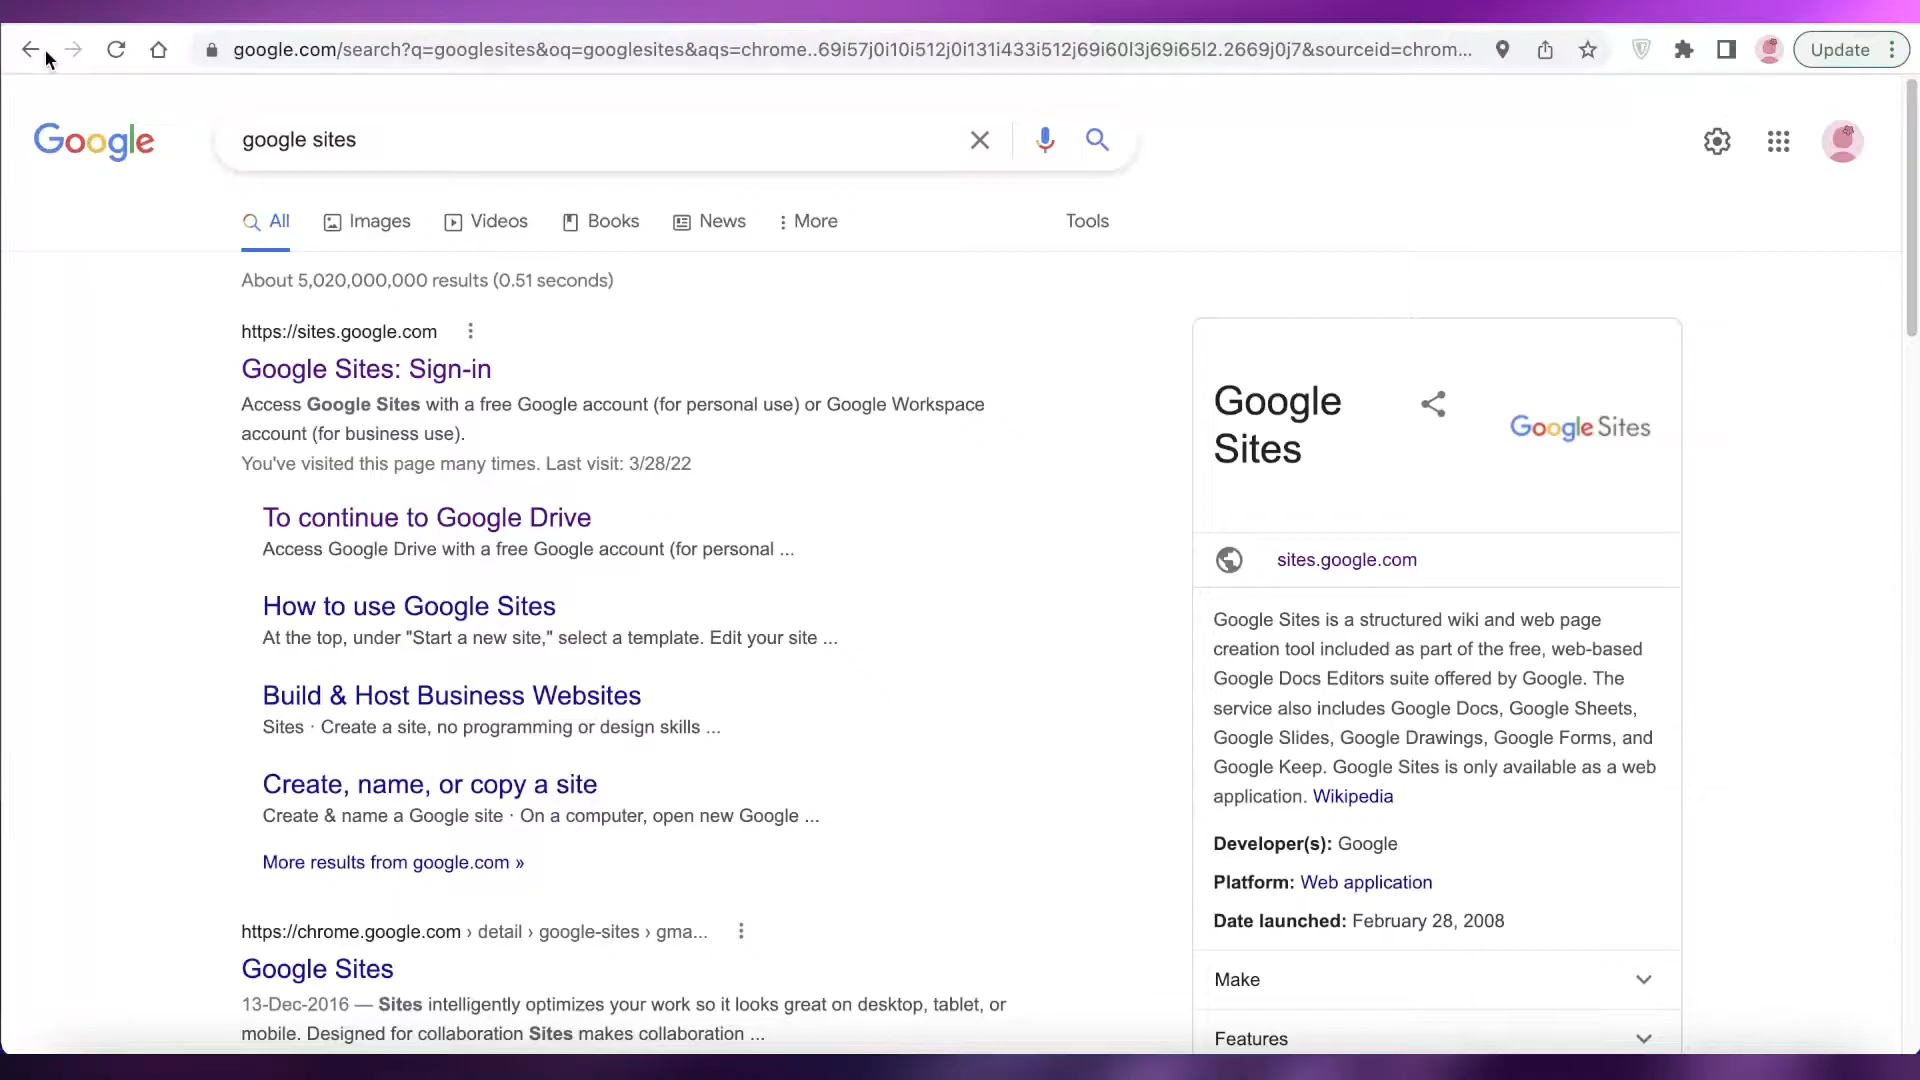 google.com/search?q=googlesites&oq=googlesites&aqs=chrome..69i57j0i10i512j0i131i433i512j69i60l3j69i65l2.2669j0j7&sourceid=chrom...
Update
Google
google sites
All
Images
Videos
Books
News
More
Tools
About 5,020,000,000 results (0.51 seconds)
https://sites.google.com
Google Sites: Sign-in
Access Google Sites with a free Google account (for personal use) or Google Workspace
account (for business use).
You've visited this page many times. Last visit: 3/28/22
To continue to Google Drive
Access Google Drive with a free Google account (for personal ...
How to use Google Sites
At the top, under "Start a new site," select a template. Edit your site ...
Build & Host Business Websites
Sites · Create a site, no programming or design skills ...
Create, name, or copy a site
Create & name a Google site · On a computer, open new Google ...
More results from google.com »
https://chrome.google.com › detail › google-sites › gma...
Google Sites
13-Dec-2016 — Sites intelligently optimizes your work so it looks great on desktop, tablet, or
mobile. Designed for collaboration Sites makes collaboration ...
Google
Sites
Google Sites
sites.google.com
Google Sites is a structured wiki and web page
creation tool included as part of the free, web-based
Google Docs Editors suite offered by Google. The
service also includes Google Docs, Google Sheets,
Google Slides, Google Drawings, Google Forms, and
Google Keep. Google Sites is only available as a web
application. Wikipedia
Developer(s): Google
Platform: Web application
Date launched: February 28, 2008
Make
Features